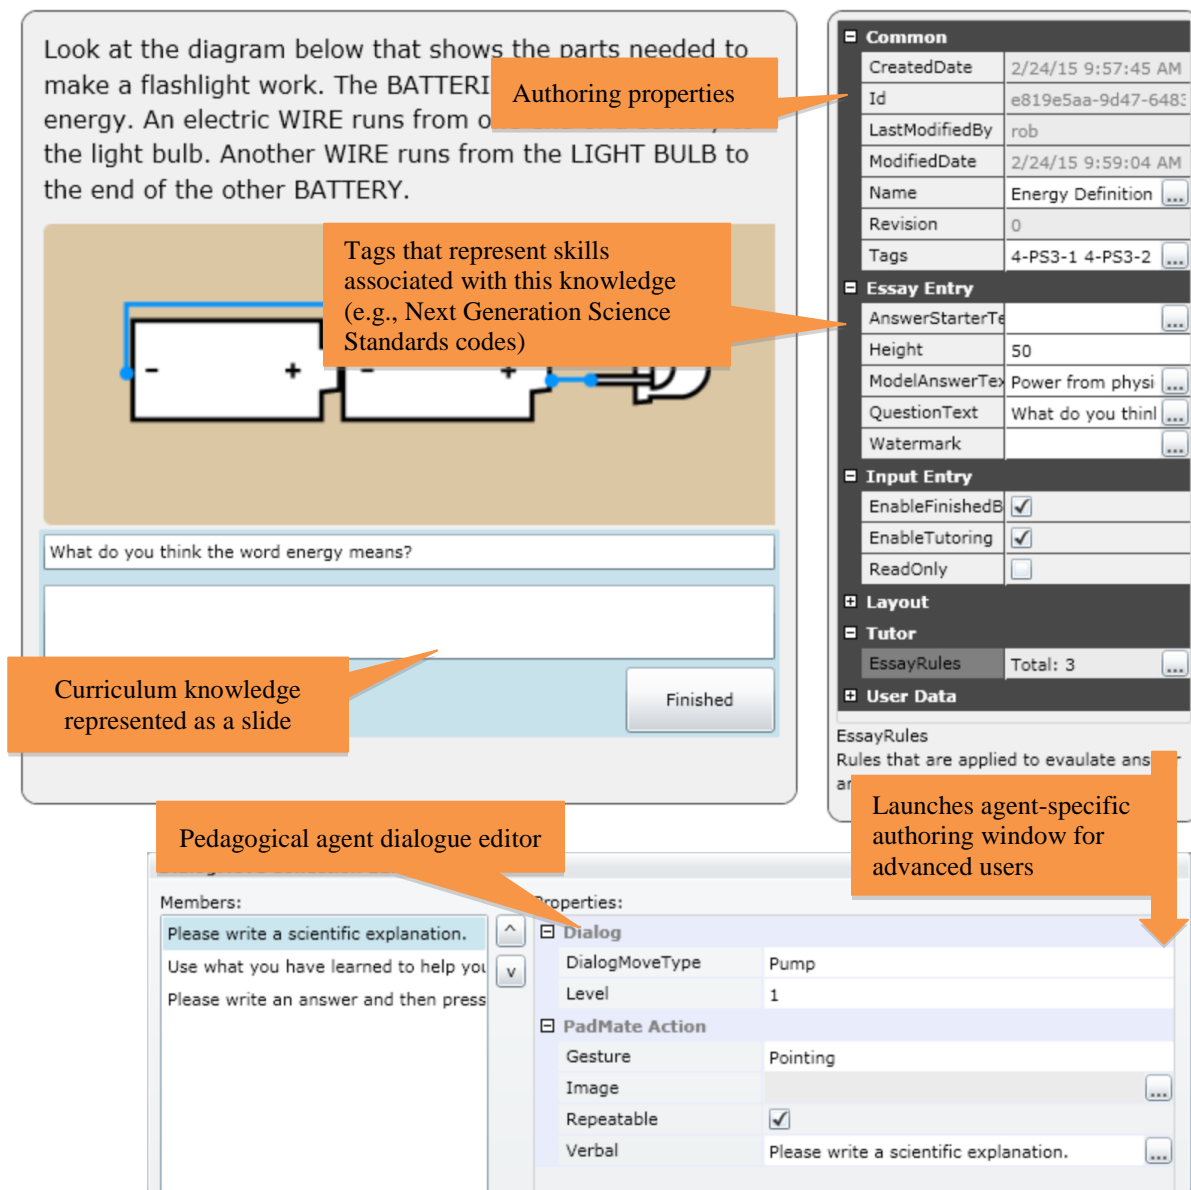 Look at the diagram below that shows the parts needed to
make a flashlight work. The BATTERI
energy. An electric WIRE runs from
the light bulb. Another WIRE runs from the LIGHT BULB to
the end of the other BATTERY.
Authoring properties
Tags that represent skills
associated with this knowledge
(e.g., Next Generation Science
Standards codes)
- + - +
What do you think the word energy means?
Curriculum knowledge
represented as a slide
Finished
Common
CreatedDate 2/24/15 9:57:45 AM
Id e819e5aa-9d47-6483
LastModifiedBy rob
ModifiedDate 2/24/15 9:59:04 AM
Name Energy Definition ...
Revision 0
Tags 4-PS3-1 4-PS3-2 ...
Essay Entry
AnswerStarterTe ...
Height 50
ModelAnswerTex Power from physi ...
QuestionText What do you thinl ...
Watermark ...
Input Entry
EnableFinishedB
EnableTutoring
ReadOnly
Layout
Tutor
EssayRules Total: 3 ...
User Data
EssayRules
Rules that are applied to evaulate ans
Launches agent-specific
authoring window for
advanced users
Pedagogical agent dialogue editor
Members:
Please write a scientific explanation.
Use what you have learned to help you
Please write an answer and then press
^
v
Properties:
Dialog
DialogMoveType Pump
Level 1
PadMate Action
Gesture Pointing
Image ...
Repeatable
Verbal Please write a scientific explanation. ...